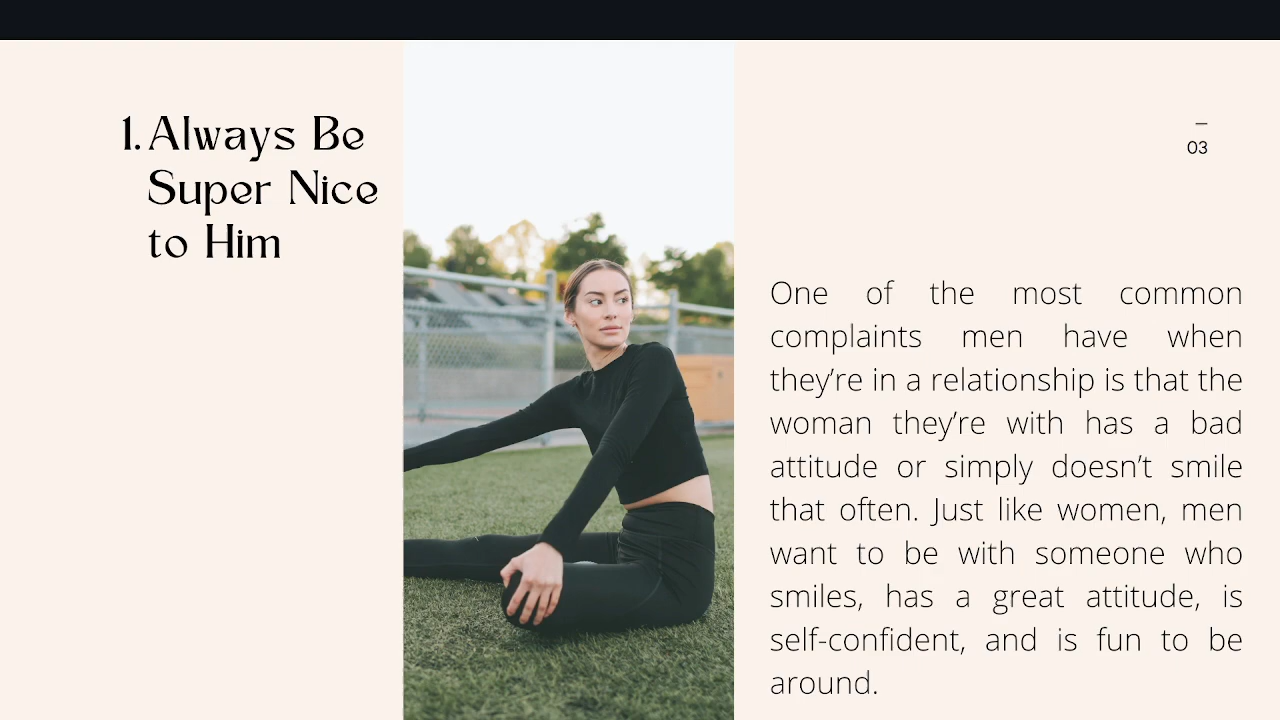 1. Always Be
Super Nice
to Him
–
03
One of the most common
complaints men have when
they’re in a relationship is that the
woman they’re with has a bad
attitude or simply doesn’t smile
that often. Just like women, men
want to be with someone who
smiles, has a great attitude, is
self-confident, and is fun to be
around.